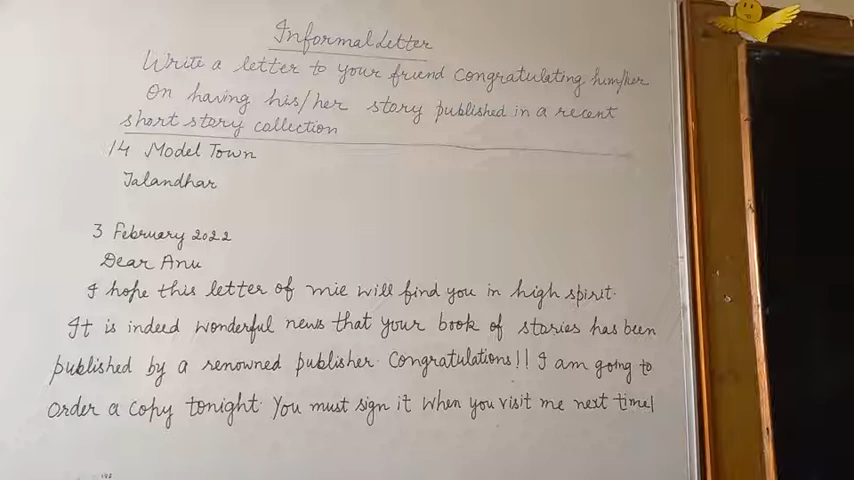 Informal Letter
Write a letter to your friend congratulating him/her
On having his/her story published in a recent
short story collection
14 Model Town
Jalandhar
3 February 2022
Dear Anu
I hope this letter of mie will find you in high spirit.
It is indeed wonderful news that your book of stories has been
published by a renowned publisher. Congratulations!! I am going to
Order a copy tonight. You must sign it when you visit me next time!